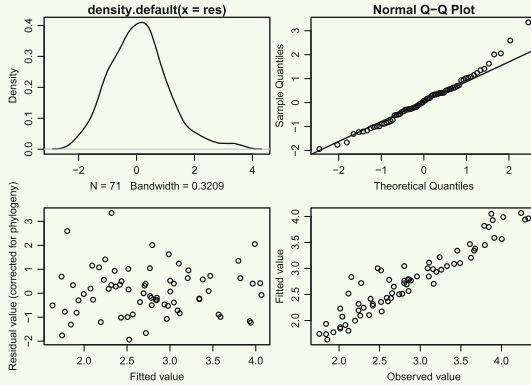 density.default(x = res)
Density
0.0 0.1 0.2 0.3 0.4
−2 0 2 4
N = 71 Bandwidth = 0.3209
Normal Q−Q Plot
Sample Quantiles
−2 −1 0 1 2 3
−2 −1 0 1 2
Theoretical Quantiles
Residual value (corrected for phylogeny)
−2 −1 0 1 2 3
2.0 2.5 3.0 3.5 4.0
Fitted value
Fitted value
2.0 2.5 3.0 3.5 4.0
2.0 2.5 3.0 3.5 4.0
Observed value